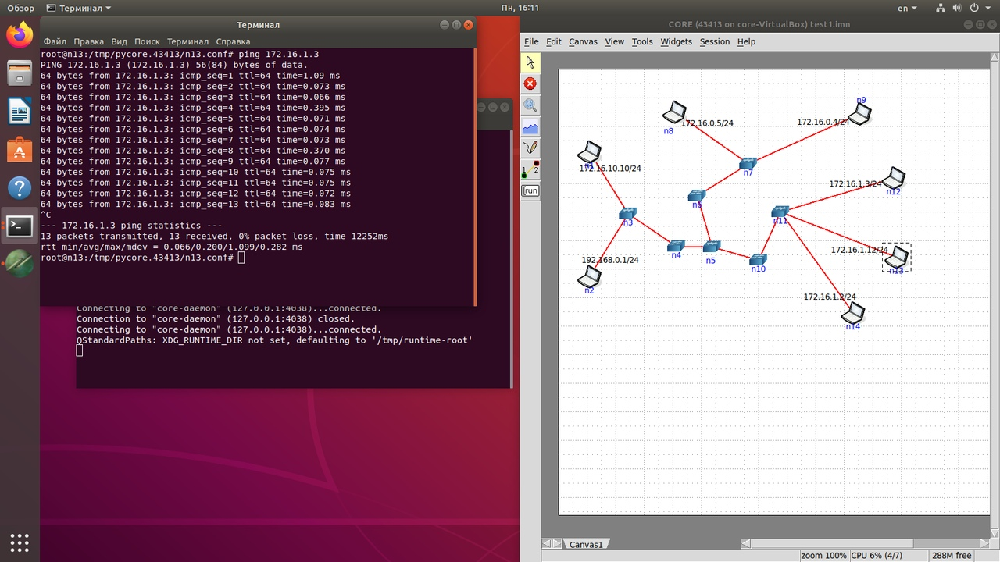 Обзор
Терминал
Пн, 16:11
en
Терминал
Файл Правка Вид Поиск Терминал Справка
root@n13:/tmp/pycore.43413/n13.conf# ping 172.16.1.3
PING 172.16.1.3 (172.16.1.3) 56(84) bytes of data.
64 bytes from 172.16.1.3: icmp_seq=1 ttl=64 time=1.09 ms
64 bytes from 172.16.1.3: icmp_seq=2 ttl=64 time=0.073 ms
64 bytes from 172.16.1.3: icmp_seq=3 ttl=64 time=0.066 ms
64 bytes from 172.16.1.3: icmp_seq=4 ttl=64 time=0.395 ms
64 bytes from 172.16.1.3: icmp_seq=5 ttl=64 time=0.071 ms
64 bytes from 172.16.1.3: icmp_seq=6 ttl=64 time=0.074 ms
64 bytes from 172.16.1.3: icmp_seq=7 ttl=64 time=0.073 ms
64 bytes from 172.16.1.3: icmp_seq=8 ttl=64 time=0.370 ms
64 bytes from 172.16.1.3: icmp_seq=9 ttl=64 time=0.077 ms
64 bytes from 172.16.1.3: icmp_seq=10 ttl=64 time=0.075 ms
64 bytes from 172.16.1.3: icmp_seq=11 ttl=64 time=0.075 ms
64 bytes from 172.16.1.3: icmp_seq=12 ttl=64 time=0.072 ms
64 bytes from 172.16.1.3: icmp_seq=13 ttl=64 time=0.083 ms
^C
--- 172.16.1.3 ping statistics ---
13 packets transmitted, 13 received, 0% packet loss, time 12252ms
rtt min/avg/max/mdev = 0.066/0.200/1.099/0.282 ms
root@n13:/tmp/pycore.43413/n13.conf#
Connecting to "core-daemon" (127.0.0.1:4038)...connected.
Connection to "core-daemon" (127.0.0.1:4038) closed.
Connecting to "core-daemon" (127.0.0.1:4038)...connected.
QStandardPaths: XDG_RUNTIME_DIR not set, defaulting to '/tmp/runtime-root'
CORE (43413 on core-VirtualBox) test1.imn
File Edit Canvas View Tools Widgets Session Help
1 2
run
n9
172.16.0.5/24
172.16.0.4/24
n8
172.16.10.10/24
n7
172.16.1.3/24
n12
n6
n3
n11
172.16.1.12/24
n4
n5
192.168.0.1/24
n10
n13
n2
172.16.1.2/24
n14
Canvas1
zoom 100% CPU 6% (4/7) 288M free